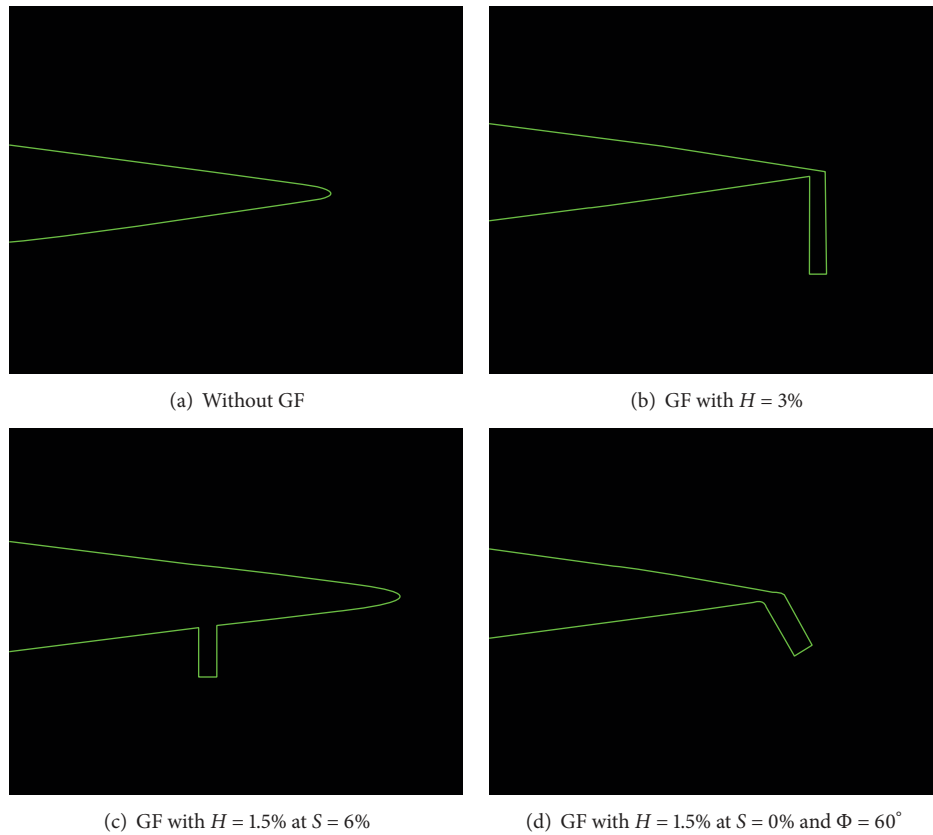 (a) Without GF
(b) GF with H = 3%
(c) GF with H = 1.5% at S = 6%
(d) GF with H = 1.5% at S = 0% and Φ = 60°